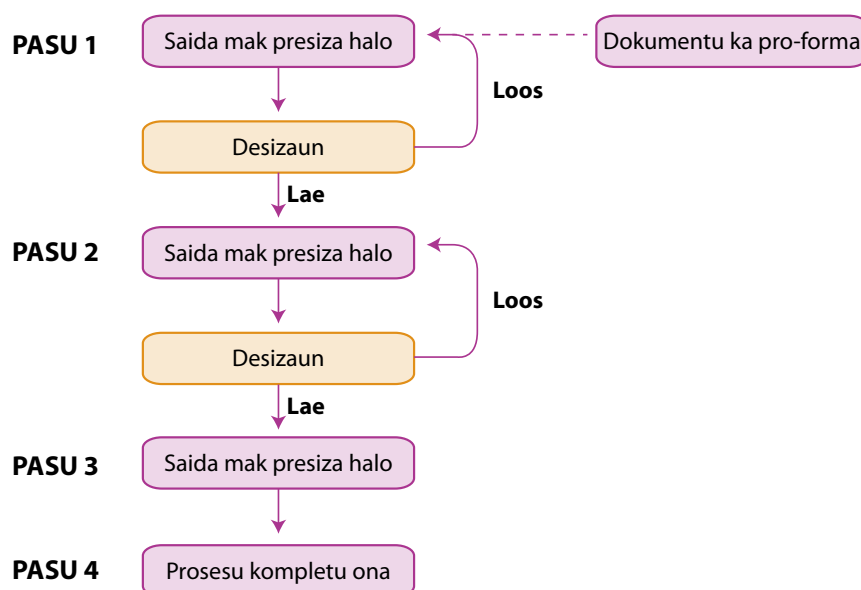 PASU 1
Saida mak presiza halo
Dokumentu ka pro-forma
Loos
Desizaun
Lae
PASU 2
Saida mak presiza halo
Loos
Desizaun
Lae
PASU 3
Saida mak presiza halo
PASU 4
Prosesu kompletu ona